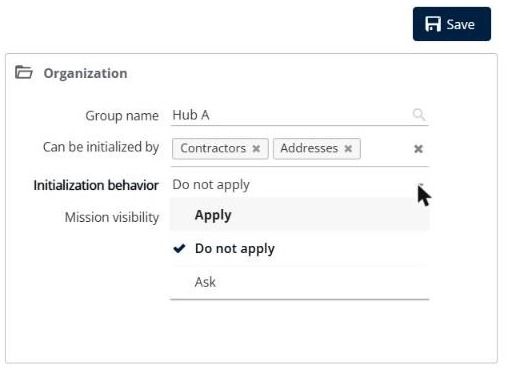 Save
Organization
Group name Hub A
Can be initialized by Contractors × Addresses × ×
Initialization behavior Do not apply
Mission visibility
Apply
Do not apply
Ask